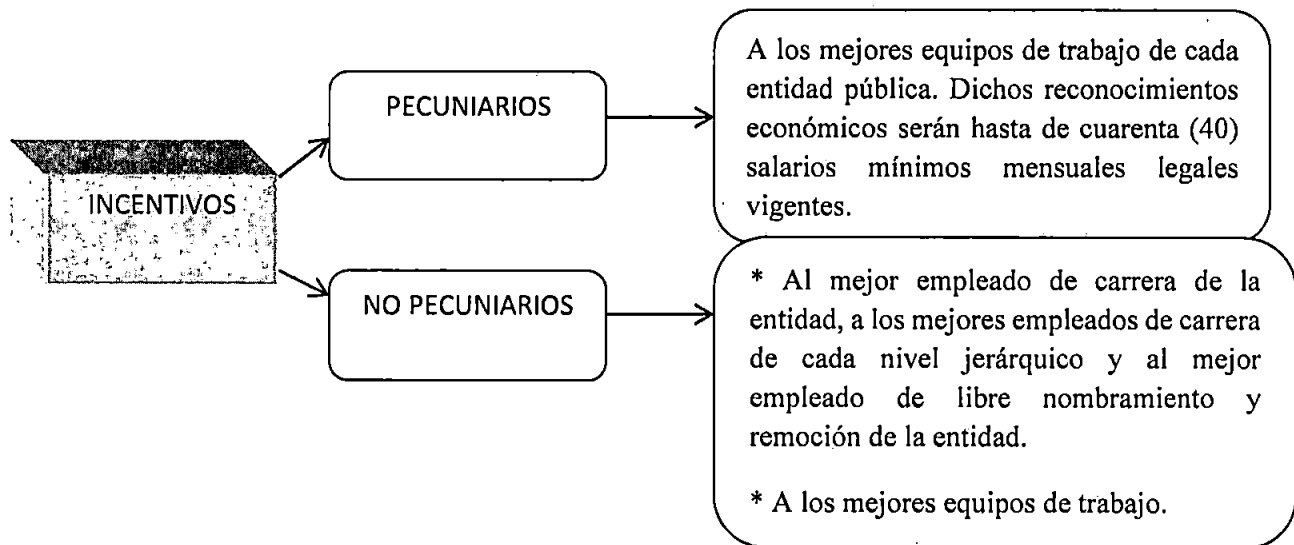 INCENTIVOS
PECUNIARIOS
A los mejores equipos de trabajo de cada
entidad pública. Dichos reconocimientos
económicos serán hasta de cuarenta (40)
salarios mínimos mensuales legales
vigentes.
NO PECUNIARIOS
* Al mejor empleado de carrera de la
entidad, a los mejores empleados de carrera
de cada nivel jerárquico y al mejor
empleado de libre nombramiento y
remoción de la entidad.
* A los mejores equipos de trabajo.